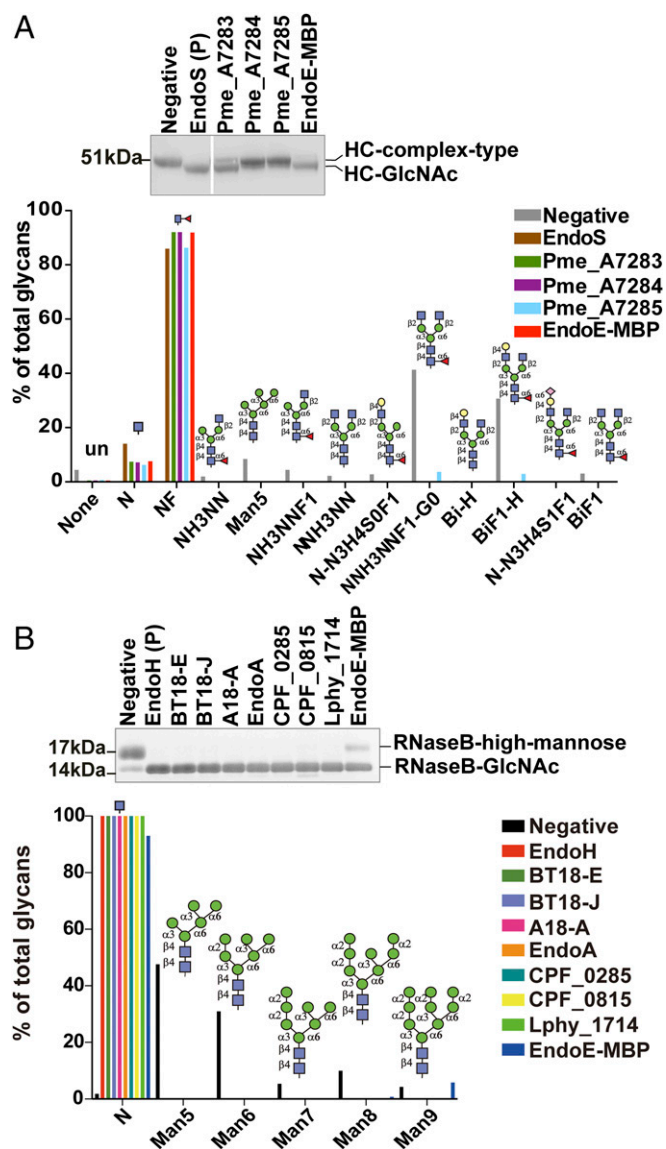 A
Negative
EndoS (P)
Pme_A7283
Pme_A7284
Pme_A7285
EndoE-MBP
51kDa
HC-complex-type
HC-GlcNAc
% of total glycans
100
80
60
40
20
0
Negative
EndoS
Pme_A7283
Pme_A7284
Pme_A7285
EndoE-MBP
un
None
N
NF
NH3NN
Man5
NH3NNF1
NNH3NN
N-N3H4S0F1
NNH3NNF1-G0
Bi-H
BiF1-H
N-N3H4S1F1
BiF1
B
Negative
EndoH (P)
BT18-E
BT18-J
A18-A
EndoA
CPF_0285
CPF_0815
Lphy_1714
EndoE-MBP
17kDa
14kDa
RNaseB-high-mannose
RNaseB-GlcNAc
% of total glycans
100
80
60
40
20
0
Negative
EndoH
BT18-E
BT18-J
A18-A
EndoA
CPF_0285
CPF_0815
Lphy_1714
EndoE-MBP
N
Man5
Man6
Man7
Man8
Man9